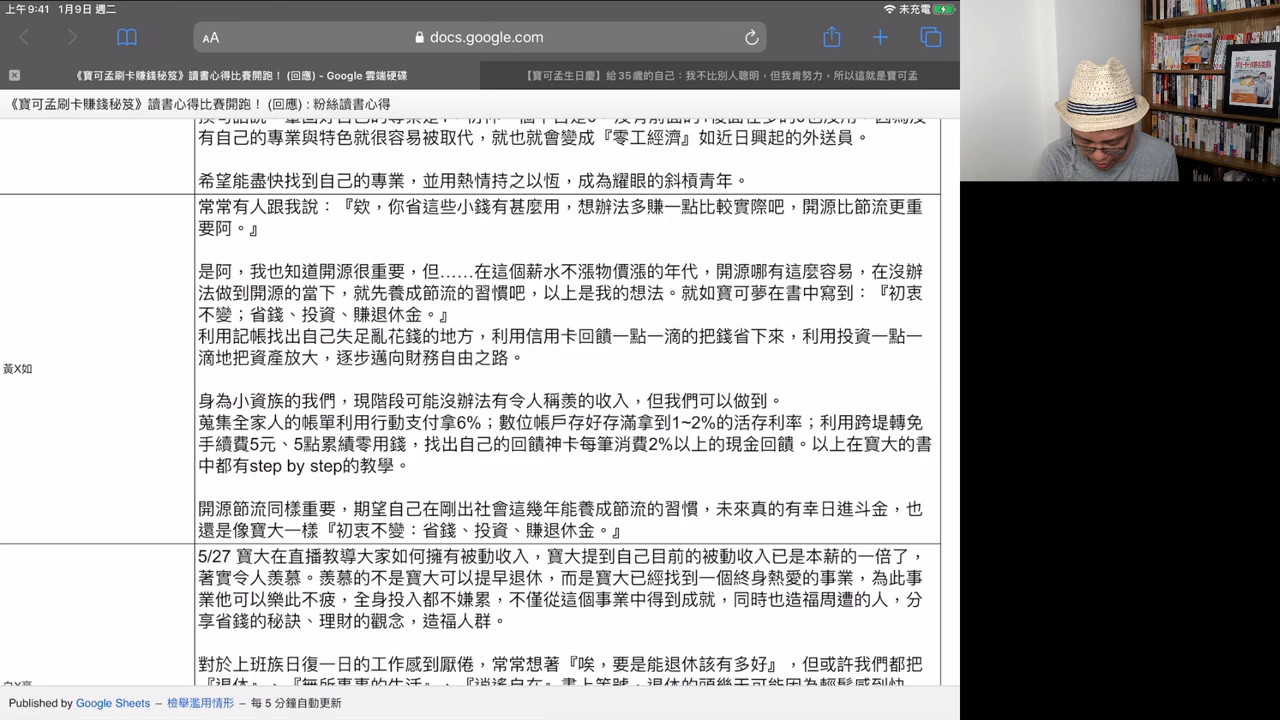 上午9:41 1月9日 週二
未充電
AA
docs.google.com
《寶可孟刷卡賺錢秘笈》讀書心得比賽開跑！ (回應) - Google 雲端硬碟
【寶可孟生日慶】給35歲的自己：我不比別人聰明，但我肯努力，所以這就是寶可孟
《寶可孟刷卡賺錢秘笈》讀書心得比賽開跑！ (回應) : 粉絲讀書心得
有自己的專業與特色就很容易被取代，就也就會變成『零工經濟』如近日興起的外送員。
希望能盡快找到自己的專業，並用熱情持之以恆，成為耀眼的斜槓青年。
常常有人跟我說：『欸，你省這些小錢有甚麼用，想辦法多賺一點比較實際吧，開源比節流更重
要阿。』
是阿，我也知道開源很重要，但……在這個薪水不漲物價漲的年代，開源哪有這麼容易，在沒辦
法做到開源的當下，就先養成節流的習慣吧，以上是我的想法。就如寶可夢在書中寫到：『初衷
不變；省錢、投資、賺退休金。』
利用記帳找出自己失足亂花錢的地方，利用信用卡回饋一點一滴的把錢省下來，利用投資一點一
滴地把資產放大，逐步邁向財務自由之路。
身為小資族的我們，現階段可能沒辦法有令人稱羨的收入，但我們可以做到。
黃X如
蒐集全家人的帳單利用行動支付拿6%；數位帳戶存好存滿拿到1~2%的活存利率；利用跨堤轉免
手續費5元、5點累績零用錢，找出自己的回饋神卡每筆消費2%以上的現金回饋。以上在寶大的書
中都有step by step的教學。
開源節流同樣重要，期望自己在剛出社會這幾年能養成節流的習慣，未來真的有幸日進斗金，也
還是像寶大一樣『初衷不變：省錢、投資、賺退休金。』
5/27 寶大在直播教導大家如何擁有被動收入，寶大提到自己目前的被動收入已是本薪的一倍了，
著實令人羨慕。羨慕的不是寶大可以提早退休，而是寶大已經找到一個終身熱愛的事業，為此事
業他可以樂此不疲，全身投入都不嫌累，不僅從這個事業中得到成就，同時也造福周遭的人，分
享省錢的秘訣、理財的觀念，造福人群。
對於上班族日復一日的工作感到厭倦，常常想著『唉，要是能退休該有多好』，但或許我們都把
Published by Google Sheets – 檢舉濫用情形 – 每 5 分鐘自動更新